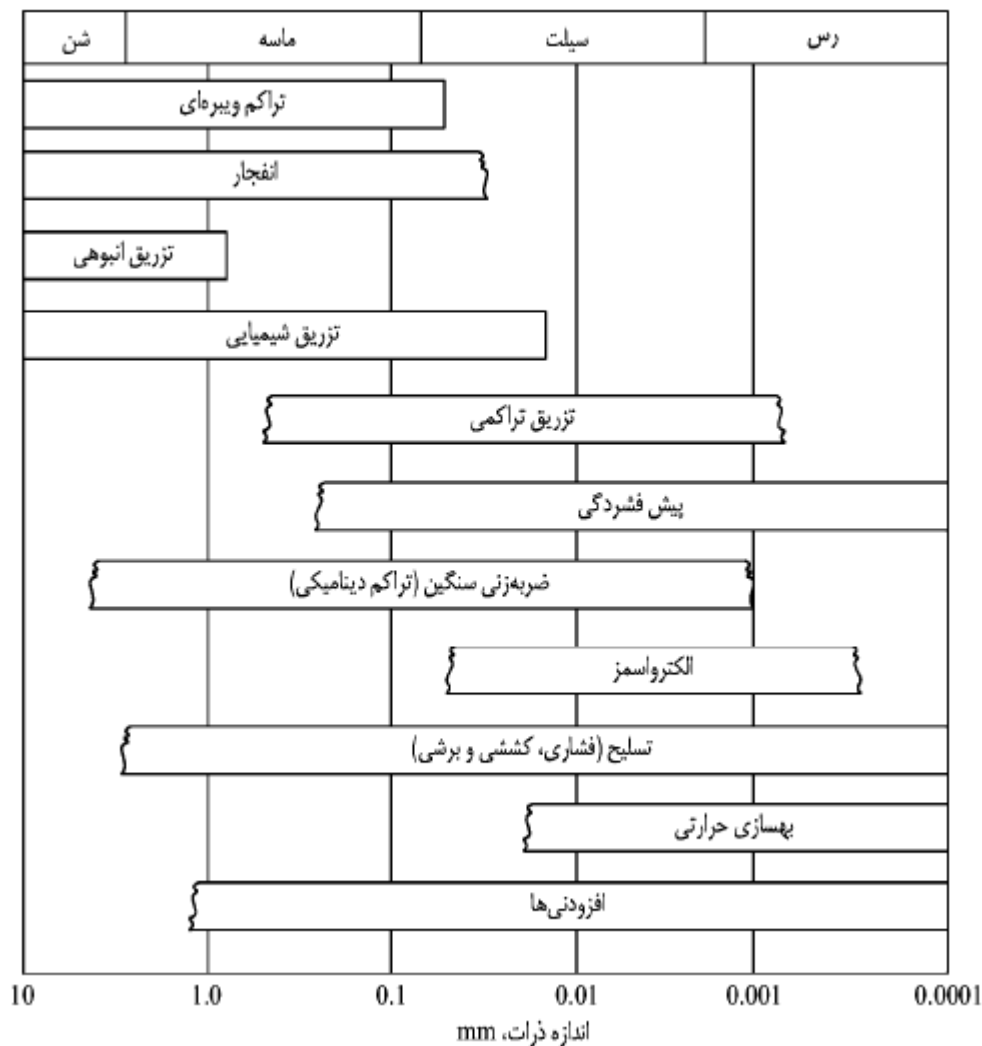 شن ماسه سیلت رس
تراکم ویبره‌ای
انفجار
تزریق انبوهی
تزریق شیمیایی
تزریق تراکمی
پیش فشردگی
ضربه‌زنی سنگین (تراکم دینامیکی)
الکترواسمز
تسلیح (فشاری، کششی و برشی)
بهسازی حرارتی
افزودنی‌ها
10 1.0 0.1 0.01 0.001 0.0001
اندازه ذرات، mm